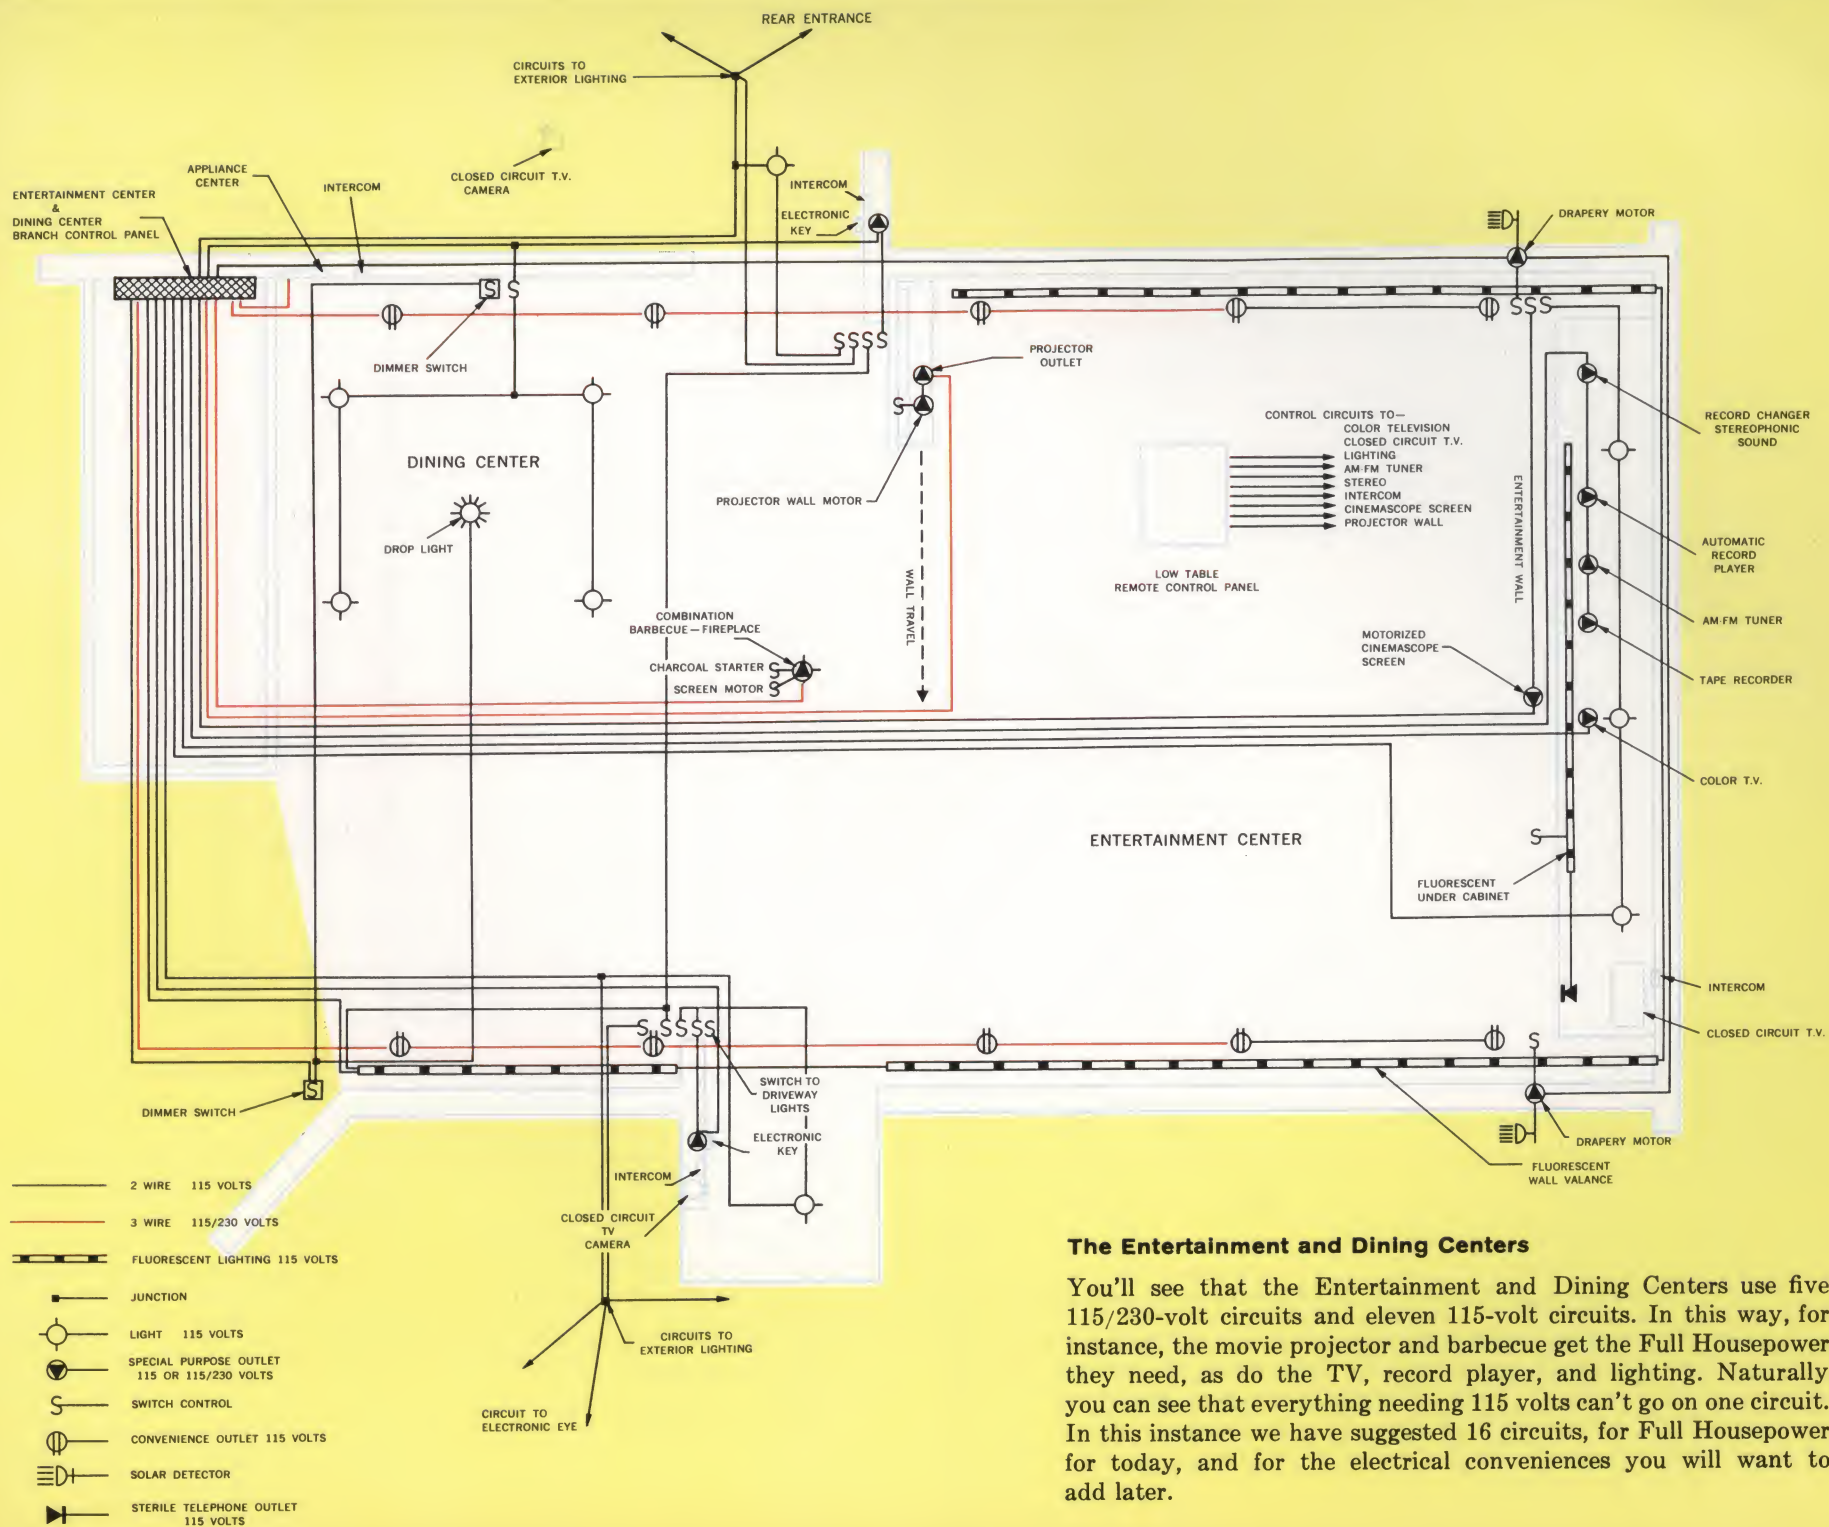 REAR ENTRANCE
CIRCUITS TO
EXTERIOR LIGHTING
CLOSED CIRCUIT T.V.
CAMERA
APPLIANCE
CENTER
INTERCOM
ENTERTAINMENT CENTER
&
DINING CENTER
BRANCH CONTROL PANEL
INTERCOM
ELECTRONIC
KEY
DRAPERY MOTOR
S
S
S S S S
S S S
DIMMER SWITCH
PROJECTOR
OUTLET
S
CONTROL CIRCUITS TO—
COLOR TELEVISION
CLOSED CIRCUIT T.V.
LIGHTING
AM-FM TUNER
STEREO
INTERCOM
CINEMASCOPE SCREEN
PROJECTOR WALL
RECORD CHANGER
STEREOPHONIC
SOUND
DINING CENTER
PROJECTOR WALL MOTOR
ENTERTAINMENT WALL
DROP LIGHT
AUTOMATIC
RECORD
PLAYER
WALL TRAVEL
LOW TABLE
REMOTE CONTROL PANEL
COMBINATION
BARBECUE—FIREPLACE
CHARCOAL STARTER S
SCREEN MOTOR S
MOTORIZED
CINEMASCOPE
SCREEN
AM-FM TUNER
TAPE RECORDER
COLOR T.V.
ENTERTAINMENT CENTER
S
FLUORESCENT
UNDER CABINET
INTERCOM
CLOSED CIRCUIT T.V.
S S S S S
S
S
DIMMER SWITCH
SWITCH TO
DRIVEWAY
LIGHTS
ELECTRONIC
KEY
INTERCOM
DRAPERY MOTOR
FLUORESCENT
WALL VALANCE
CLOSED CIRCUIT
TV
CAMERA
CIRCUITS TO
EXTERIOR LIGHTING
CIRCUIT TO
ELECTRONIC EYE
2 WIRE 115 VOLTS
3 WIRE 115/230 VOLTS
FLUORESCENT LIGHTING 115 VOLTS
JUNCTION
LIGHT 115 VOLTS
SPECIAL PURPOSE OUTLET
115 OR 115/230 VOLTS
S SWITCH CONTROL
CONVENIENCE OUTLET 115 VOLTS
SOLAR DETECTOR
STERILE TELEPHONE OUTLET
115 VOLTS
The Entertainment and Dining Centers
You'll see that the Entertainment and Dining Centers use five
115/230-volt circuits and eleven 115-volt circuits. In this way, for
instance, the movie projector and barbecue get the Full Housepower
they need, as do the TV, record player, and lighting. Naturally
you can see that everything needing 115 volts can't go on one circuit.
In this instance we have suggested 16 circuits, for Full Housepower
for today, and for the electrical conveniences you will want to
add later.